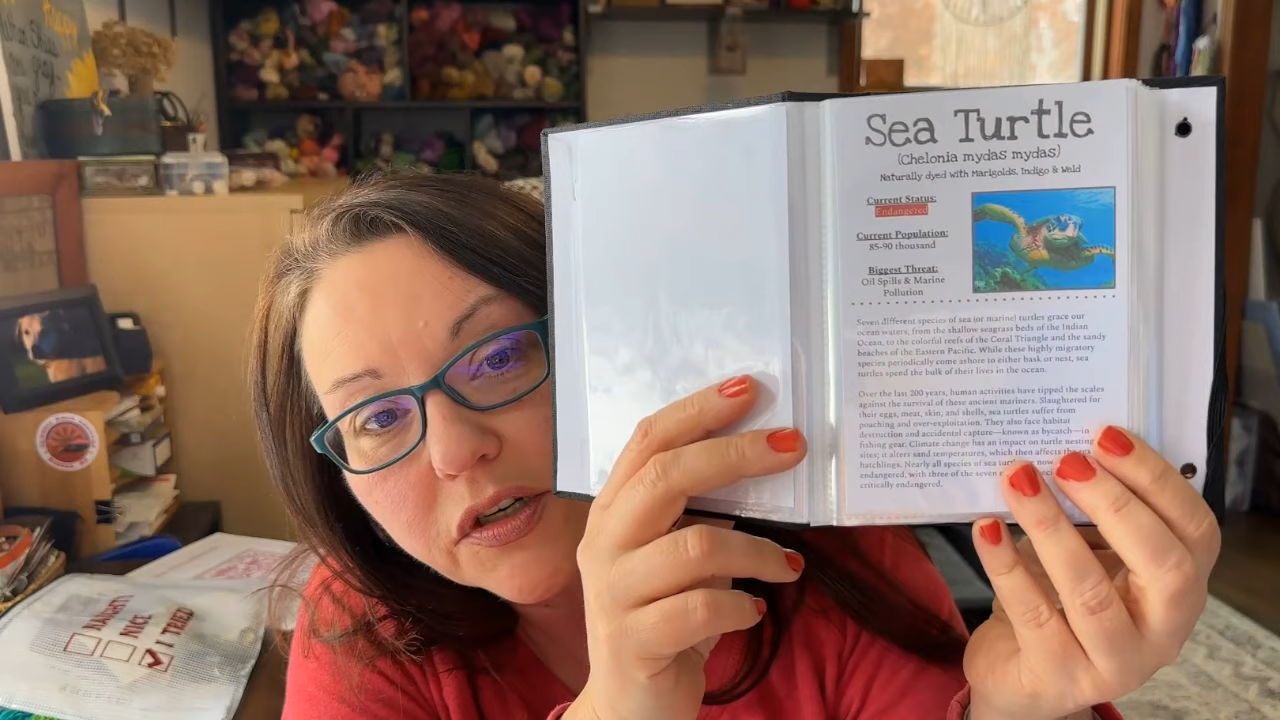 Sea Turtle
(Chelonia mydas mydas)
Naturally dyed with Marigolds, Indigo & Weld
Current Status:
Endangered
Current Population:
85-90 thousand
Biggest Threat:
Oil Spills & Marine
Pollution
Seven different species of sea (or marine) turtles grace our
ocean waters, from the shallow seagrass beds of the Indian
Ocean, to the colorful reefs of the Coral Triangle and the sandy
beaches of the Eastern Pacific. While these highly migratory
species periodically come ashore to either bask or nest, sea
turtles spend the bulk of their lives in the ocean.
Over the last 200 years, human activities have tipped the scales
against the survival of these ancient mariners. Slaughtered for
their eggs, meat, skin, and shells, sea turtles suffer from
poaching and over-exploitation. They also face habitat
destruction and accidental capture—known as bycatch—in
fishing gear. Climate change has an impact on turtle nesting
sites; it alters sand temperatures, which then affects the
hatchlings. Nearly all species of sea now
endangered, with three of the seven
critically endangered.
NAUGHTY
NICE
I TRIED